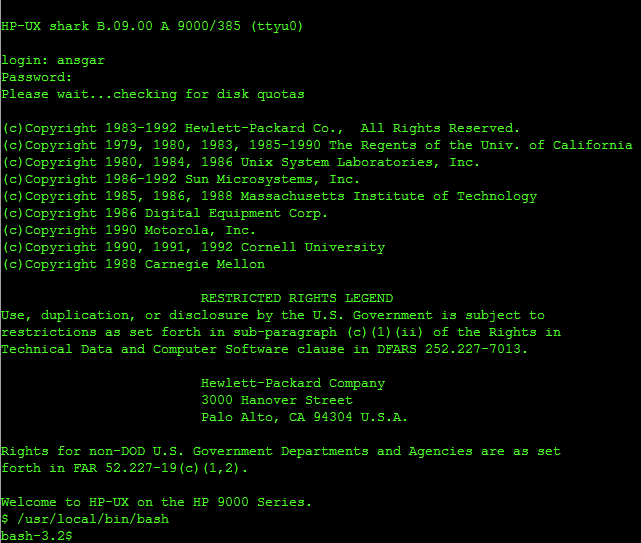 HP-UX shark B.09.00 A 9000/385 (ttyu0)
login: ansgar
Password:
Please wait...checking for disk quotas
(c)Copyright 1983-1992 Hewlett-Packard Co.,  All Rights Reserved.
(c)Copyright 1979, 1980, 1983, 1985-1990 The Regents of the Univ. of California
(c)Copyright 1980, 1984, 1986 Unix System Laboratories, Inc.
(c)Copyright 1986-1992 Sun Microsystems, Inc.
(c)Copyright 1985, 1986, 1988 Massachusetts Institute of Technology
(c)Copyright 1986 Digital Equipment Corp.
(c)Copyright 1990 Motorola, Inc.
(c)Copyright 1990, 1991, 1992 Cornell University
(c)Copyright 1988 Carnegie Mellon
RESTRICTED RIGHTS LEGEND
Use, duplication, or disclosure by the U.S. Government is subject to
restrictions as set forth in sub-paragraph (c)(1)(ii) of the Rights in
Technical Data and Computer Software clause in DFARS 252.227-7013.
Hewlett-Packard Company
3000 Hanover Street
Palo Alto, CA 94304 U.S.A.
Rights for non-DOD U.S. Government Departments and Agencies are as set
forth in FAR 52.227-19(c)(1,2).
Welcome to HP-UX on the HP 9000 Series.
$ /usr/local/bin/bash
bash-3.2$